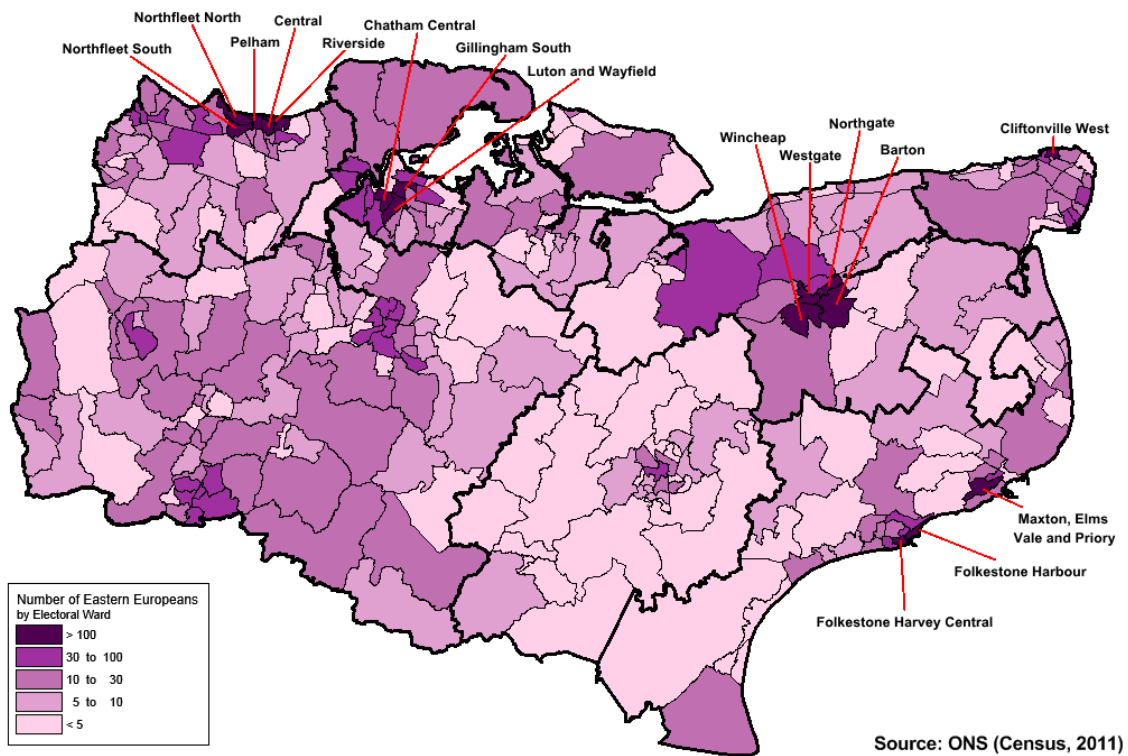 Northfleet North
Central
Northfleet South
Pelham
Riverside
Chatham Central
Gillingham South
Luton and Wayfield
Wincheap
Westgate
Northgate
Barton
Cliftonville West
Maxton, Elms
Vale and Priory
Folkestone Harbour
Folkestone Harvey Central
Number of Eastern Europeans
by Electoral Ward
> 100
30 to 100
10 to 30
5 to 10
< 5
Source: ONS (Census, 2011)